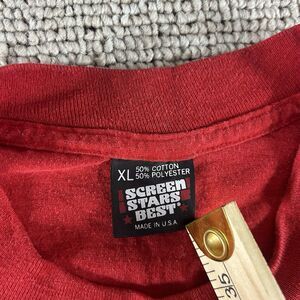 XL 50% COTTON
50% POLYESTER
SCREEN
STARS
BEST
MADE IN U.S.A.
35